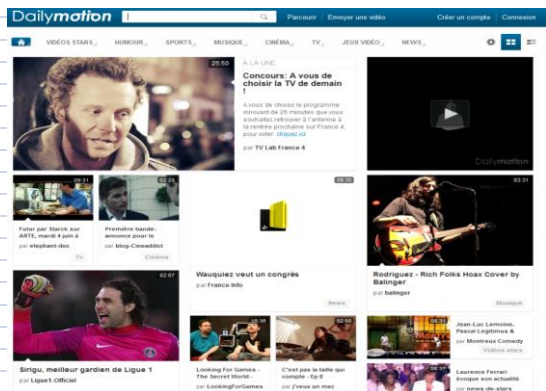 Dailymotion
Parcourir Envoyer une vidéo Créer un compte Connexion
VIDÉOS STARS HUMOUR SPORTS MUSIQUE CINÉMA TV JEUX VIDÉO NEWS
25:50
À LA UNE
Concours: A vous de
choisir la TV de demain
!
A vous de choisir le programme
innovant de 26 minutes que vous
souhaitez retrouver à l'antenne à
la rentrée prochaine sur France 4,
pour voter: cliquez ici
par TV Lab France 4
Dailymotion
Futur par Starck sur
ARTE, mardi 4 juin à
par elephant-doc
Tv
Première bande-
annonce pour le
par blog-Cineaddict
Cinéma
Wauquiez veut un congrès
par France Info
News
03:31
Rodriguez - Rich Folks Hoax Cover by
Balinger
par balinger
Musique
02:07
Sirigu, meilleur gardien de Ligue 1
par Ligue1-Officiel
Looking For Games -
The Secret World -
par LookingForGames
C'est pas la taille qui
compte - Ep 8
par j'veux un mec
Jean-Luc Lemoine,
Pascal Legitimus &
par Montreux Comedy
Vidéos stars
Laurence Ferrari
évoque son actualité
par news-de-stars